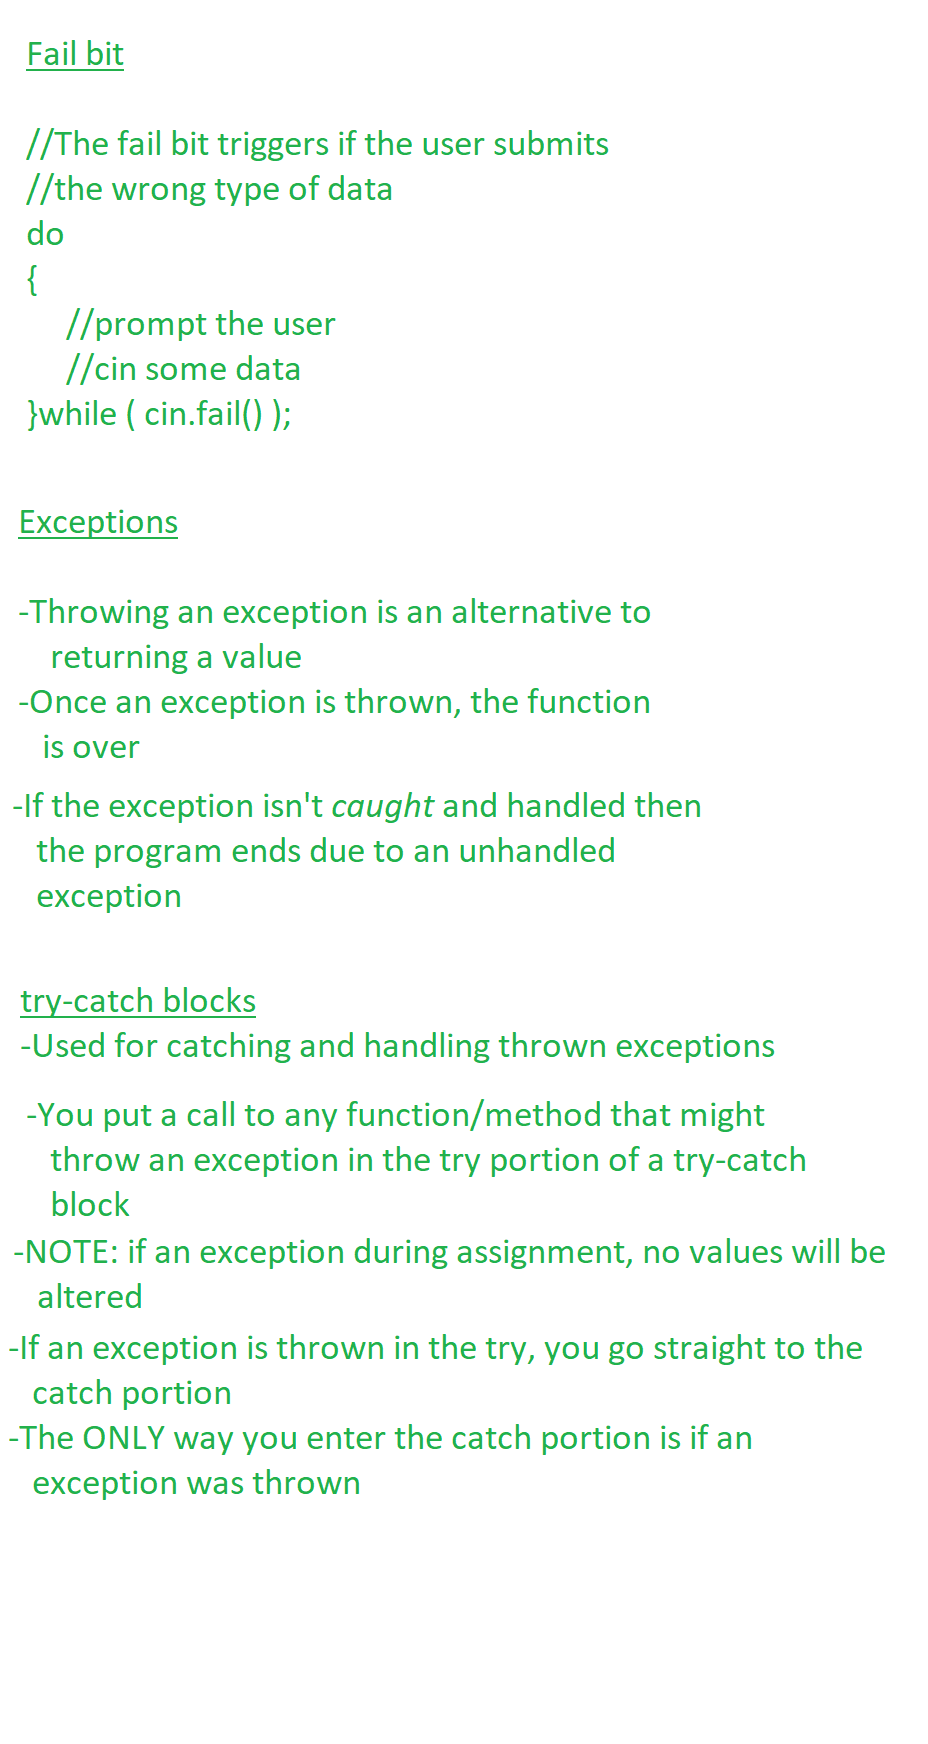 Fail bit
//The fail bit triggers if the user submits
//the wrong type of data
do
{
//prompt the user
//cin some data
}while ( cin.fail() );
Exceptions
-Throwing an exception is an alternative to
returning a value
-Once an exception is thrown, the function
is over
-If the exception isn't caught and handled then
the program ends due to an unhandled
exception
try-catch blocks
-Used for catching and handling thrown exceptions
-You put a call to any function/method that might
throw an exception in the try portion of a try-catch
block
-NOTE: if an exception during assignment, no values will be
altered
-If an exception is thrown in the try, you go straight to the
catch portion
-The ONLY way you enter the catch portion is if an
exception was thrown